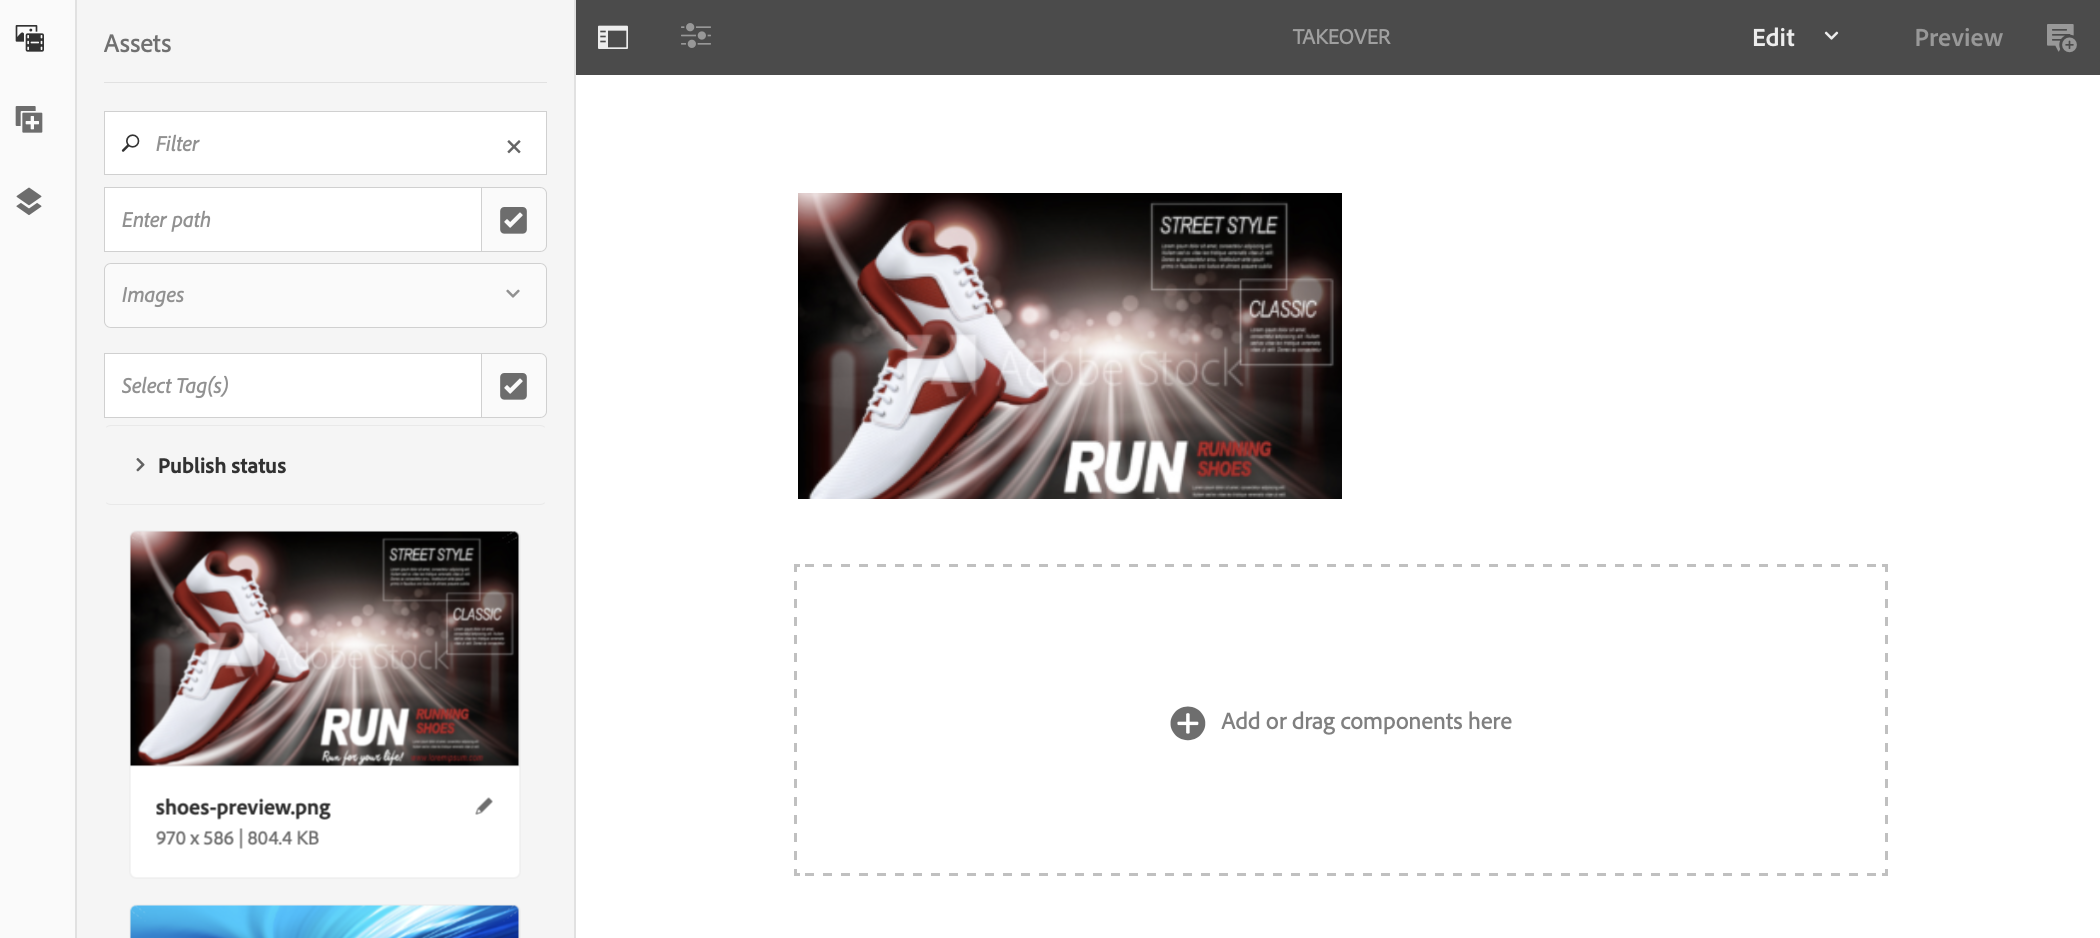 Assets
Filter
Enter path
Images
Select Tag(s)
Publish status
STREET STYLE
CLASSIC
Adobe Stock
RUN RUNNING
SHOES
Run for your life!
shoes-preview.png
970 x 586 | 804.4 KB
TAKEOVER
Edit
Preview
STREET STYLE
CLASSIC
Adobe Stock
RUN RUNNING
SHOES
Add or drag components here